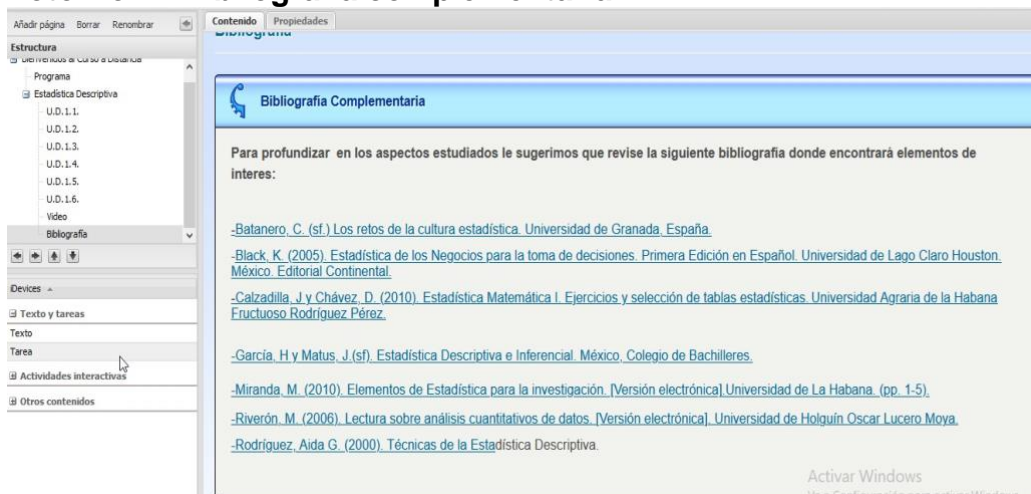 Añadir página Borrar Renombrar
Estructura
Bienvenidos al Curso a Distancia
Programa
Estadística Descriptiva
U.D.1.1.
U.D.1.2.
U.D.1.3.
U.D.1.4.
U.D.1.5.
U.D.1.6.
Video
Bibliografía
iDevices
Texto y tareas
Texto
Tarea
Actividades interactivas
Otros contenidos
Contenido Propiedades
Bibliografía
Bibliografía Complementaria
Para profundizar en los aspectos estudiados le sugerimos que revise la siguiente bibliografía donde encontrará elementos de
interes:
-Batanero, C. (sf.) Los retos de la cultura estadística. Universidad de Granada, España.
-Black, K. (2005). Estadística de los Negocios para la toma de decisiones. Primera Edición en Español. Universidad de Lago Claro Houston.
México. Editorial Continental.
-Calzadilla, J y Chávez, D. (2010). Estadística Matemática I. Ejercicios y selección de tablas estadísticas. Universidad Agraria de la Habana
Fructuoso Rodríguez Pérez.
-García, H y Matus, J.(sf). Estadística Descriptiva e Inferencial. México, Colegio de Bachilleres.
-Miranda, M. (2010). Elementos de Estadística para la investigación. [Versión electrónica].Universidad de La Habana. (pp. 1-5).
-Riverón, M. (2006). Lectura sobre análisis cuantitativos de datos. [Versión electrónica]. Universidad de Holguín Oscar Lucero Moya.
-Rodríguez, Aida G. (2000). Técnicas de la Estadística Descriptiva.
Activar Windows